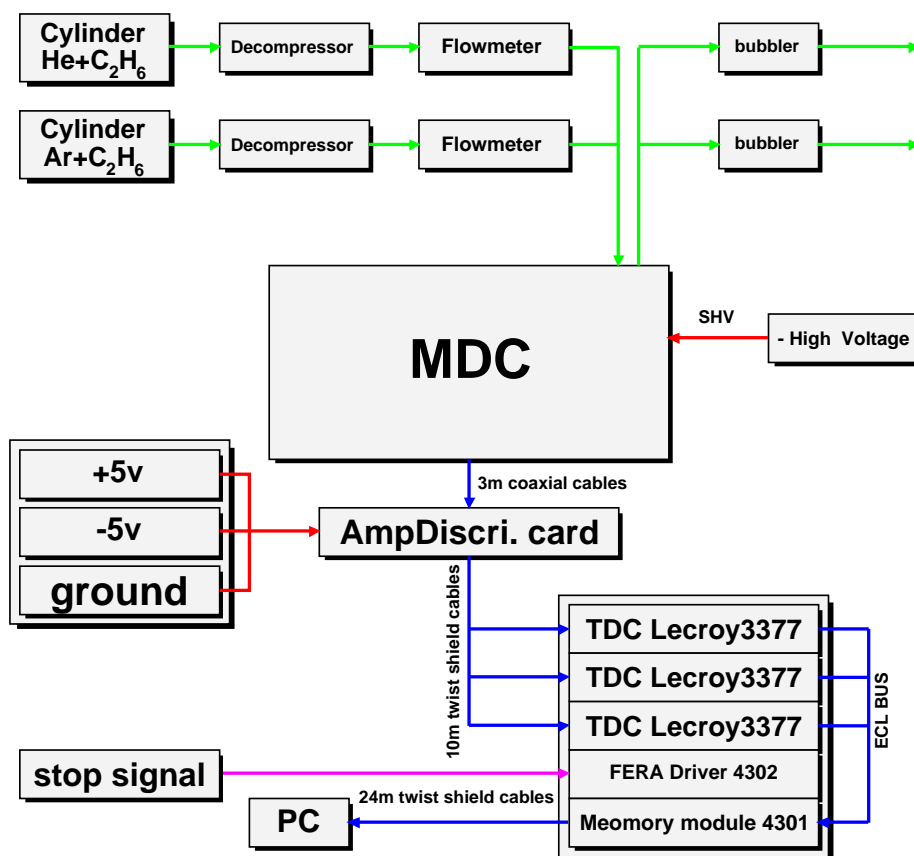 Cylinder
He+C2H6
Decompressor
Flowmeter
bubbler
Cylinder
Ar+C2H6
Decompressor
Flowmeter
bubbler
MDC
SHV
- High Voltage
+5v
-5v
ground
3m coaxial cables
AmpDiscri. card
10m twist shield cables
TDC Lecroy3377
TDC Lecroy3377
TDC Lecroy3377
ECL BUS
FERA Driver 4302
Meomory module 4301
stop signal
24m twist shield cables
PC